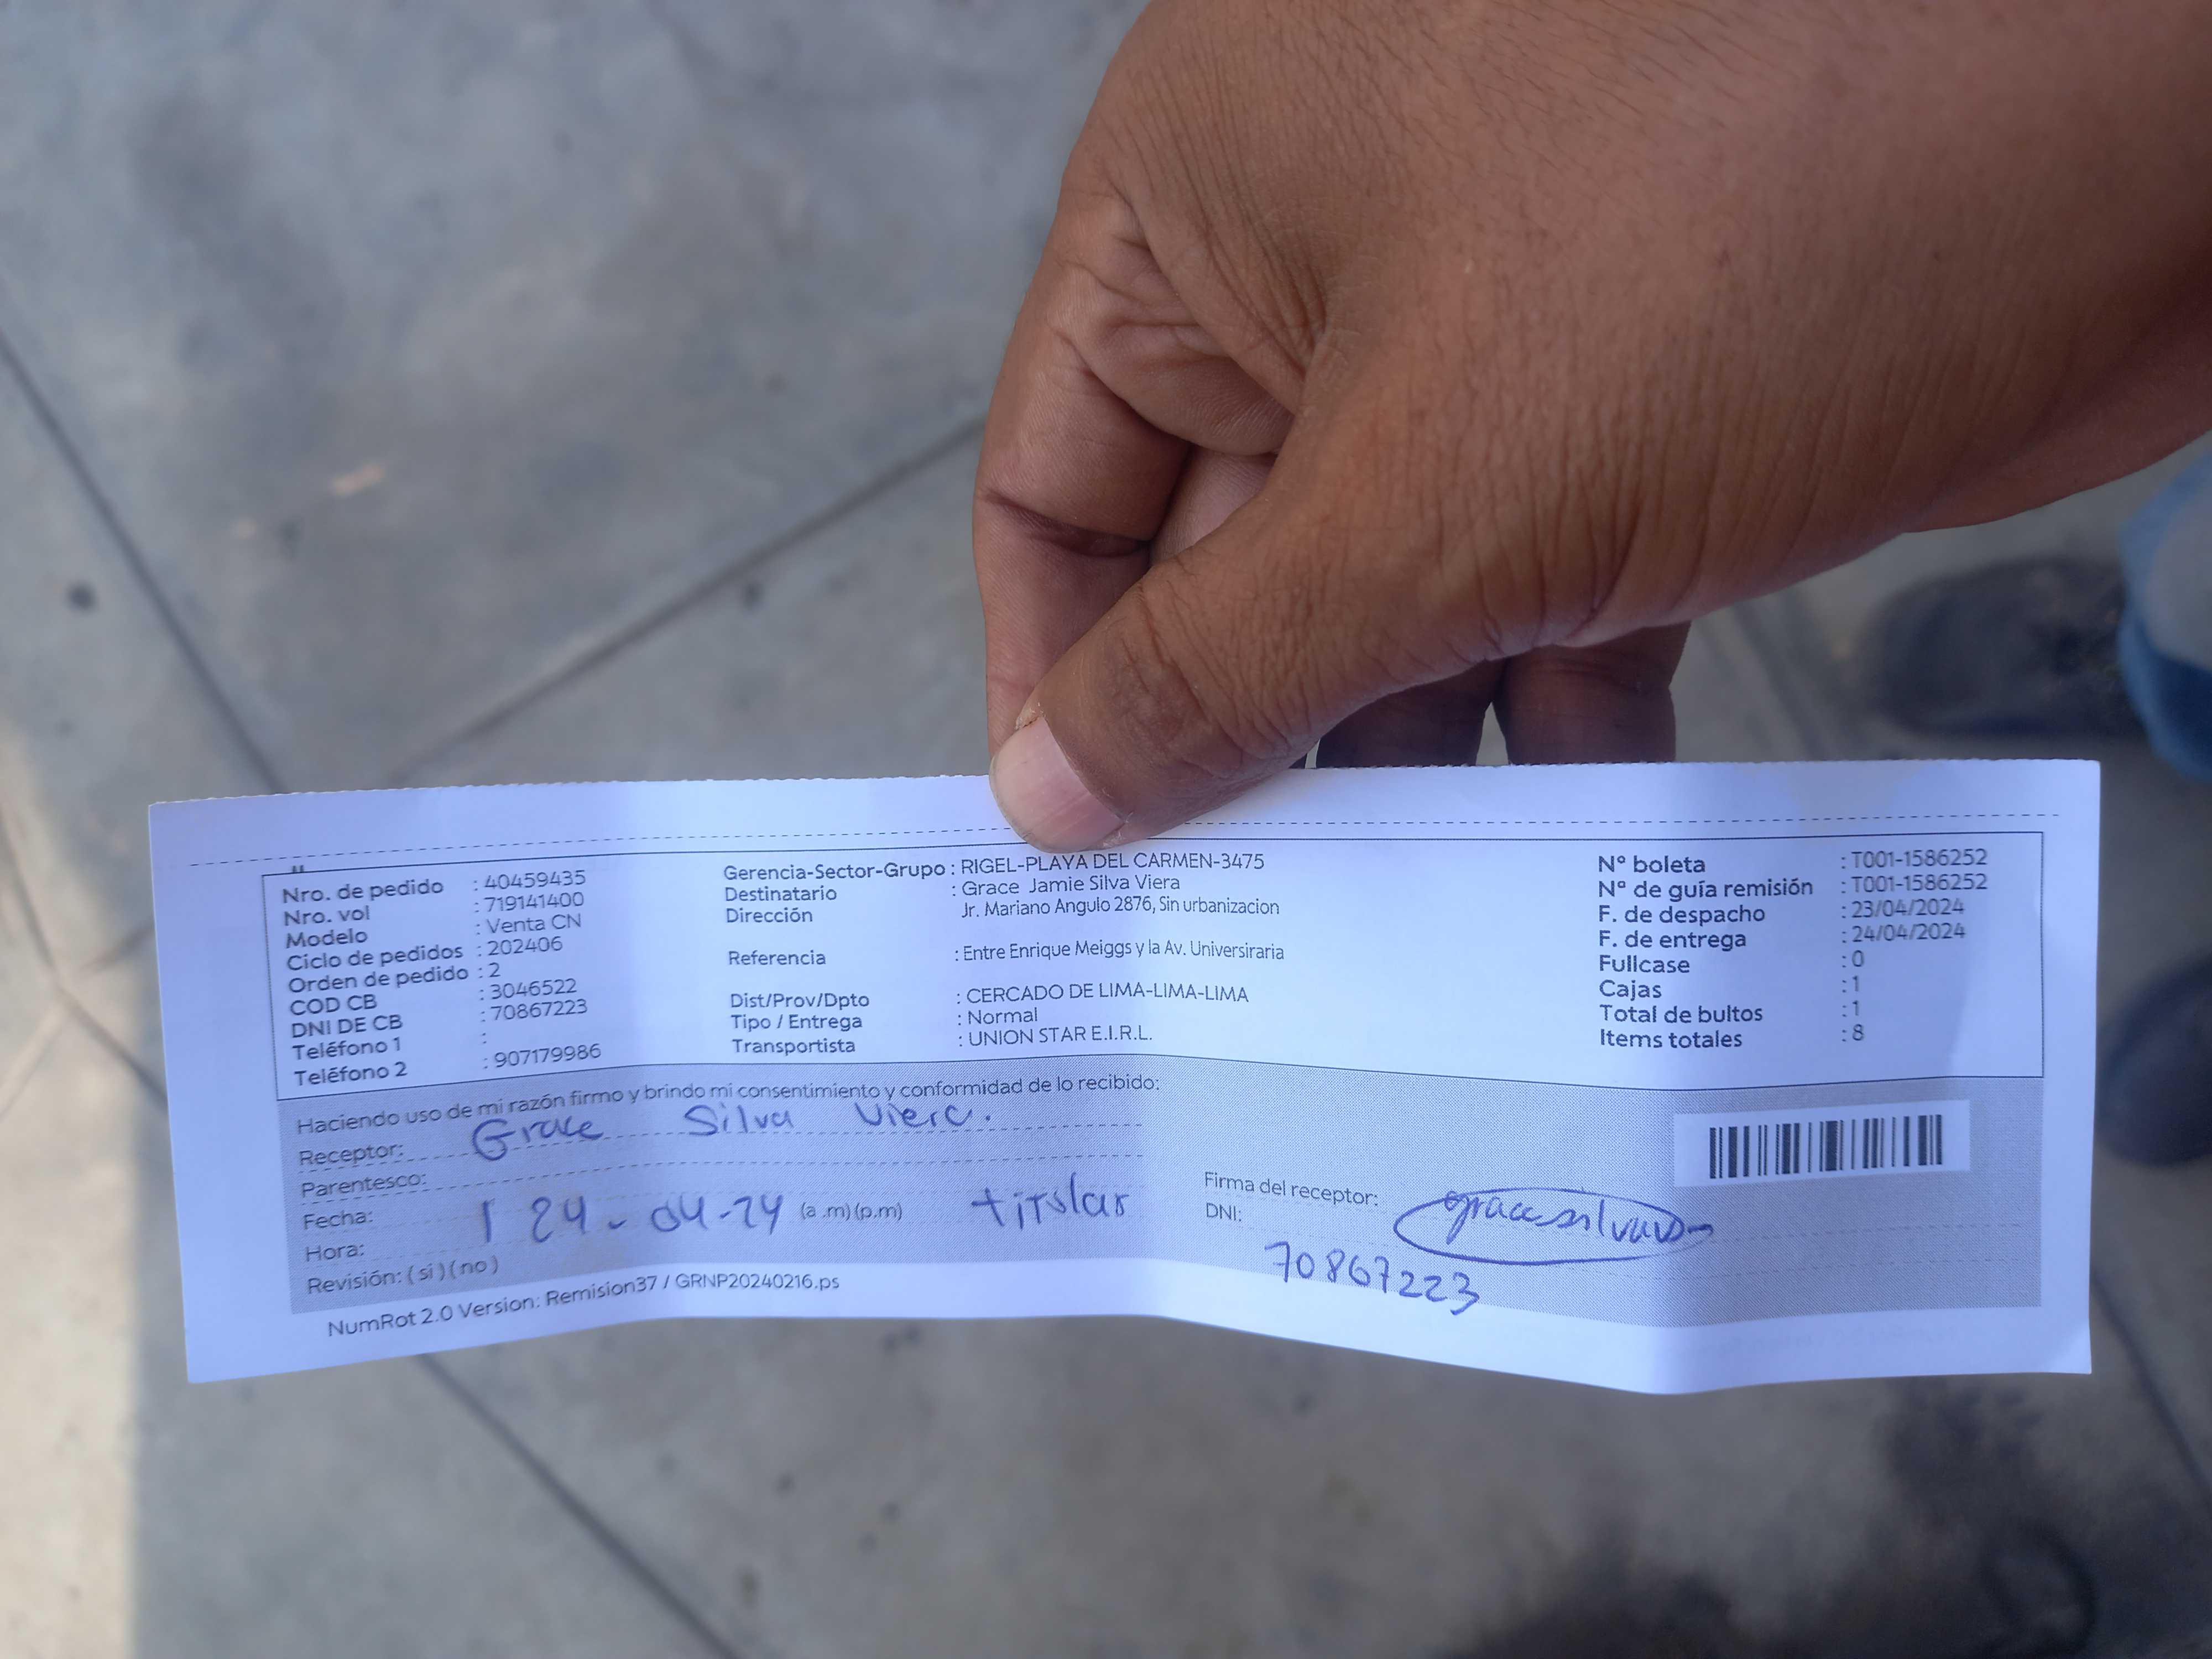 Nro. de pedido : 40459435
Nro. vol : 719141400
Modelo : Venta CN
Ciclo de pedidos : 202406
Orden de pedido : 2
COD CB : 3046522
DNI DE CB : 70867223
Teléfono 1 :
Teléfono 2 : 907179986
Gerencia-Sector-Grupo : RIGEL-PLAYA DEL CARMEN-3475
Destinatario : Grace Jamie Silva Viera
Dirección Jr. Mariano Angulo 2876, Sin urbanizacion
Referencia : Entre Enrique Meiggs y la Av. Universiraria
Dist/Prov/Dpto : CERCADO DE LIMA-LIMA-LIMA
Tipo / Entrega : Normal
Transportista : UNION STAR E.I.R.L.
Nº boleta : T001-1586252
Nº de guía remisión : T001-1586252
F. de despacho : 23/04/2024
F. de entrega : 24/04/2024
Fullcase : 0
Cajas : 1
Total de bultos : 1
Items totales : 8
Haciendo uso de mi razón firmo y brindo mi consentimiento y conformidad de lo recibido:
Receptor: Grace Silva Viera.
Parentesco:
Fecha: 24-04-24 (a.m)(p.m) titular
Hora:
Revisión: (si)(no)
Firma del receptor: gracesilvav
DNI:
70867223
NumRot 2.0 Version: Remision37 / GRNP20240216.ps